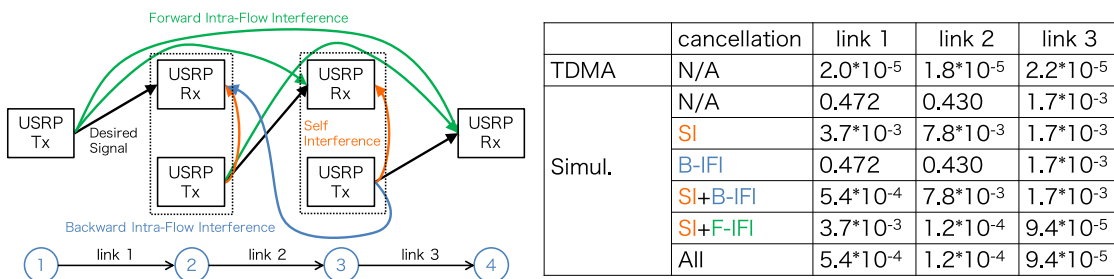 Forward Intra-Flow Interference
USRP
Tx
Desired
Signal
USRP
Rx
USRP
Tx
Self
Interference
USRP
Rx
USRP
Tx
USRP
Rx
Backward Intra-Flow Interference
1 link 1 2 link 2 3 link 3 4
cancellation link 1 link 2 link 3
TDMA N/A 2.0*10-5 1.8*10-5 2.2*10-5
Simul. N/A 0.472 0.430 1.7*10-3
SI 3.7*10-3 7.8*10-3 1.7*10-3
B-IFI 0.472 0.430 1.7*10-3
SI+B-IFI 5.4*10-4 7.8*10-3 1.7*10-3
SI+F-IFI 3.7*10-3 1.2*10-4 9.4*10-5
All 5.4*10-4 1.2*10-4 9.4*10-5